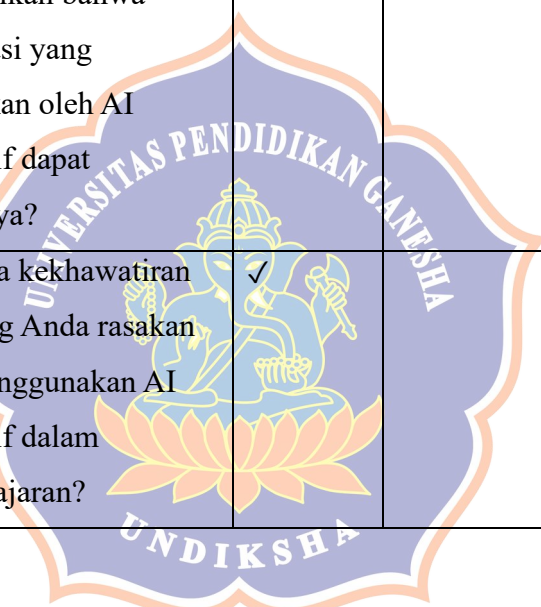 UNIVERSITAS PENDIDIKAN GANESHA
si yang
an oleh AI
f dapat
ya?
a kekhawatiran ✓
g Anda rasakan
nggunakan AI
f dalam
ajaran?
UNDIKSHA